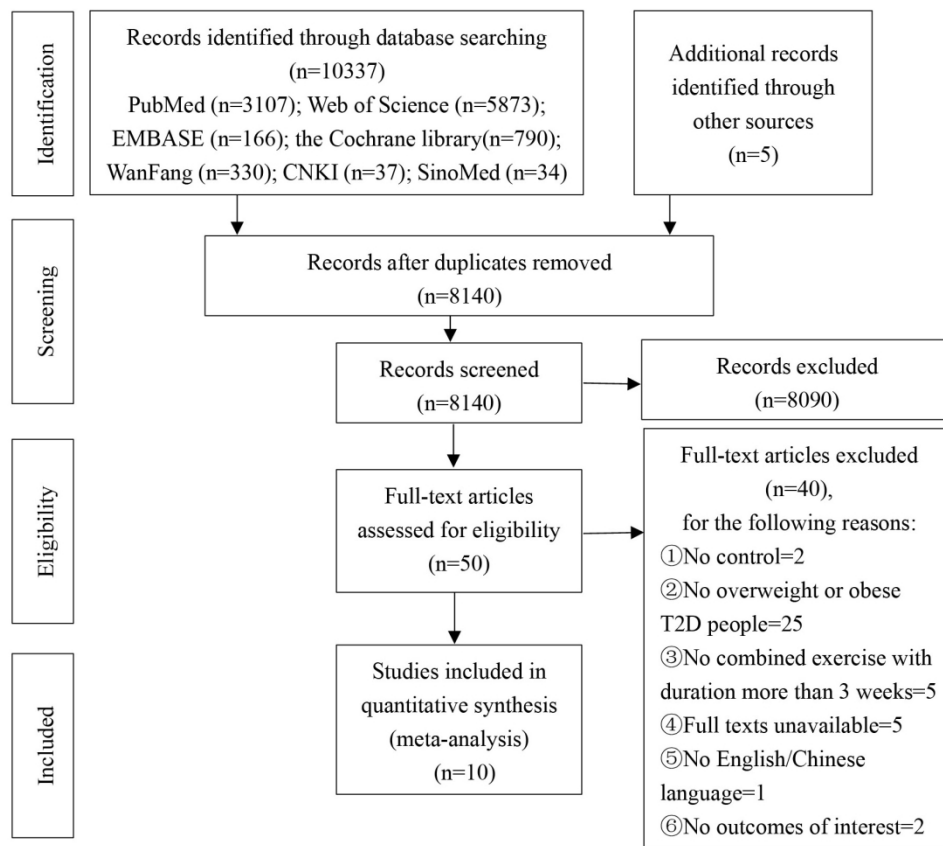 Identification
Records identified through database searching
(n=10337)
PubMed (n=3107); Web of Science (n=5873);
EMBASE (n=166); the Cochrane library(n=790);
WanFang (n=330); CNKI (n=37); SinoMed (n=34)
Additional records
identified through
other sources
(n=5)
Screening
Records after duplicates removed
(n=8140)
Records screened
(n=8140)
Records excluded
(n=8090)
Eligibility
Full-text articles
assessed for eligibility
(n=50)
Full-text articles excluded
(n=40),
for the following reasons:
①No control=2
②No overweight or obese
T2D people=25
③No combined exercise with
duration more than 3 weeks=5
④Full texts unavailable=5
⑤No English/Chinese
language=1
⑥No outcomes of interest=2
Included
Studies included in
quantitative synthesis
(meta-analysis)
(n=10)